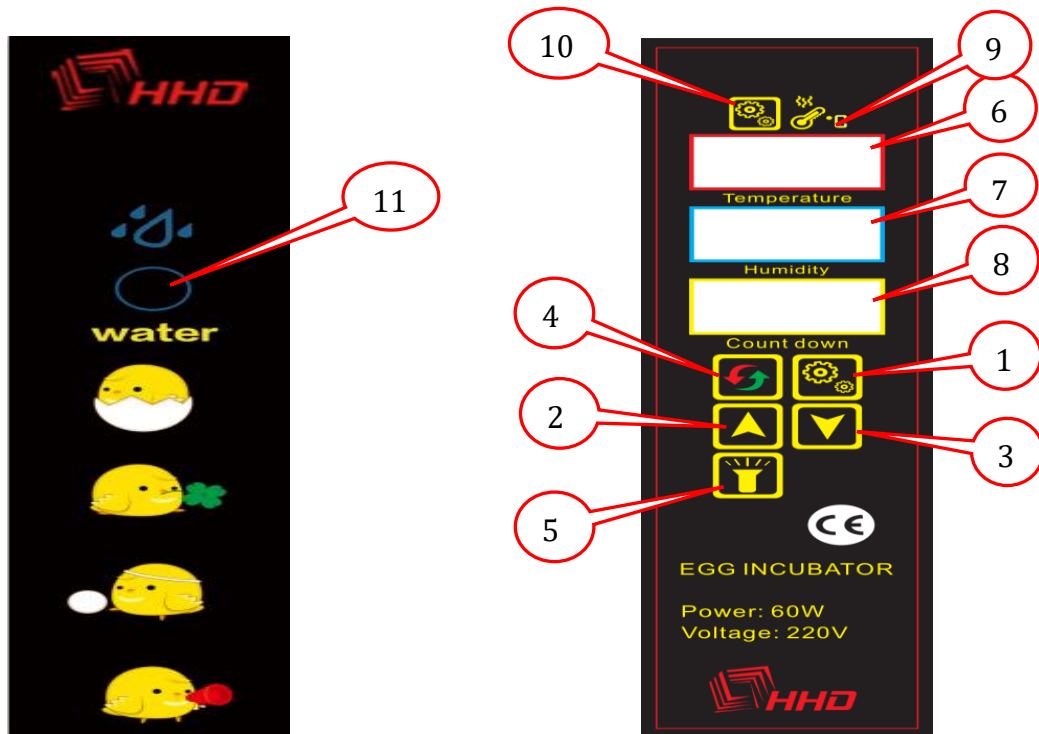 HHD
11
water
10
9
6
7
8
4
1
2
3
5
Temperature
Humidity
Count down
CE
EGG INCUBATOR
Power: 60W
Voltage: 220V
HHD